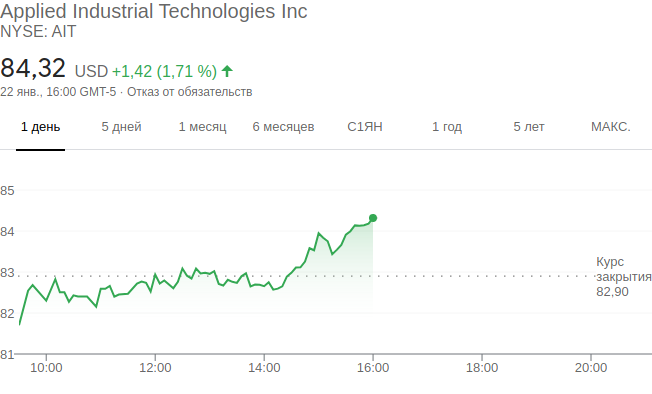 Applied Industrial Technologies Inc
NYSE: AIT
84,32 USD +1,42 (1,71 %)
22 янв., 16:00 GMT-5 · Отказ от обязательств
1 день 5 дней 1 месяц 6 месяцев С1ЯН 1 год 5 лет МАКС.
85
84
83
82
81
Курс
закрытия
82,90
10:00 12:00 14:00 16:00 18:00 20:00